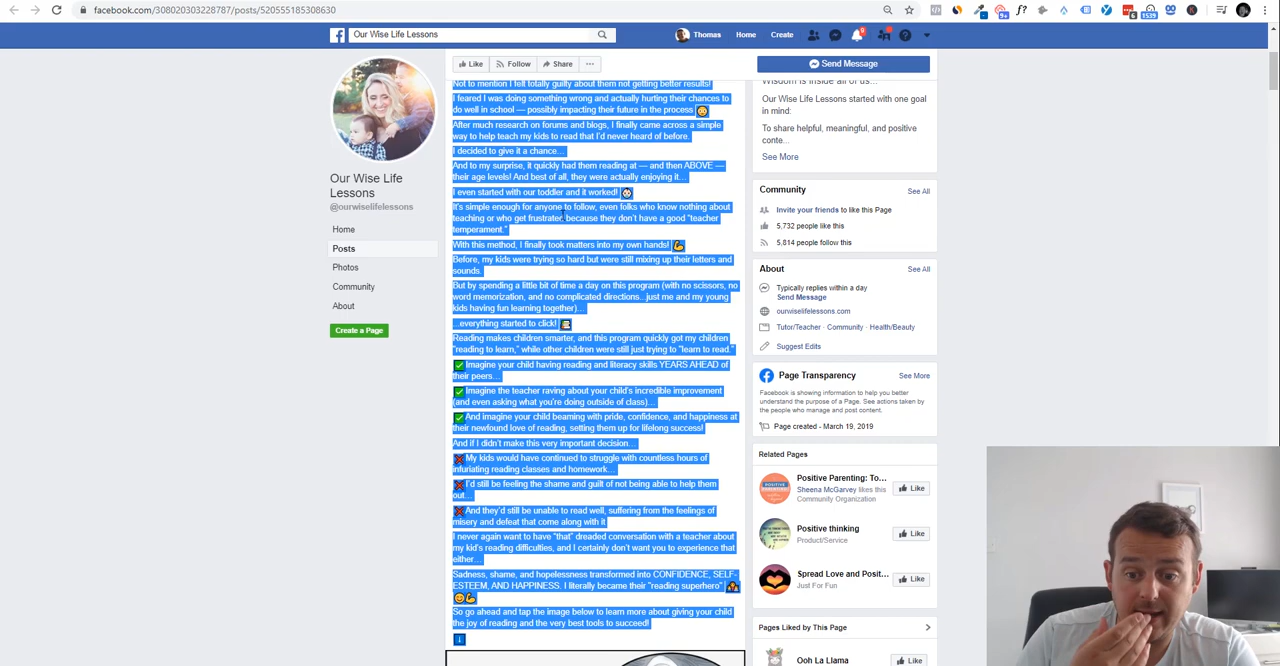 facebook.com/308020303228787/posts/520555185308630
9+
f?
6
1539
Our Wise Life Lessons
Thomas
Home
Create
8
Like
Follow
Share
Send Message
Our Wise Life
Lessons
@ourwiselifelessons
Home
Posts
Photos
Community
About
Create a Page
Not to mention I felt totally guilty about them not getting better results!
I feared I was doing something wrong and actually hurting their chances to
do well in school — possibly impacting their future in the process
After much research on forums and blogs, I finally came across a simple
way to help teach my kids to read that I'd never heard of before.
I decided to give it a chance...
And to my surprise, it quickly had them reading at — and then ABOVE —
their age levels! And best of all, they were actually enjoying it...
I even started with our toddler and it worked!
It's simple enough for anyone to follow, even folks who know nothing about
teaching or who get frustrated because they don't have a good "teacher
temperament."
With this method, I finally took matters into my own hands!
Before, my kids were trying so hard but were still mixing up their letters and
sounds.
But by spending a little bit of time a day on this program (with no scissors, no
word memorization, and no complicated directions...just me and my young
kids having fun learning together)...
...everything started to click!
Reading makes children smarter, and this program quickly got my children
"reading to learn," while other children were still just trying to "learn to read."
Imagine your child having reading and literacy skills YEARS AHEAD of
their peers...
Imagine the teacher raving about your child's incredible improvement
(and even asking what you're doing outside of class)...
And imagine your child beaming with pride, confidence, and happiness at
their newfound love of reading, setting them up for lifelong success!
And if I didn't make this very important decision...
My kids would have continued to struggle with countless hours of
infuriating reading classes and homework...
I'd still be feeling the shame and guilt of not being able to help them
out...
And they'd still be unable to read well, suffering from the feelings of
misery and defeat that come along with it
I never again want to have "that" dreaded conversation with a teacher about
my kid's reading difficulties, and I certainly don't want you to experience that
either...
Sadness, shame, and hopelessness transformed into CONFIDENCE, SELF-
ESTEEM, AND HAPPINESS. I literally became their "reading superhero"
So go ahead and tap the image below to learn more about giving your child
the joy of reading and the very best tools to succeed!
Wisdom is inside all of us...
Our Wise Life Lessons started with one goal
in mind:
To share helpful, meaningful, and positive
conte...
See More
Community
See All
Invite your friends to like this Page
5,732 people like this
5,814 people follow this
About
See All
Typically replies within a day
Send Message
ourwiselifelessons.com
Tutor/Teacher · Community · Health/Beauty
Suggest Edits
Page Transparency
See More
Facebook is showing information to help you better
understand the purpose of a Page. See actions taken by
the people who manage and post content.
Page created - March 19, 2019
Related Pages
Positive Parenting: To...
Sheena McGarvey likes this
Community Organization
Like
Positive thinking
Product/Service
Like
Spread Love and Posit...
Just For Fun
Like
Pages Liked by This Page
Ooh La Llama
Like